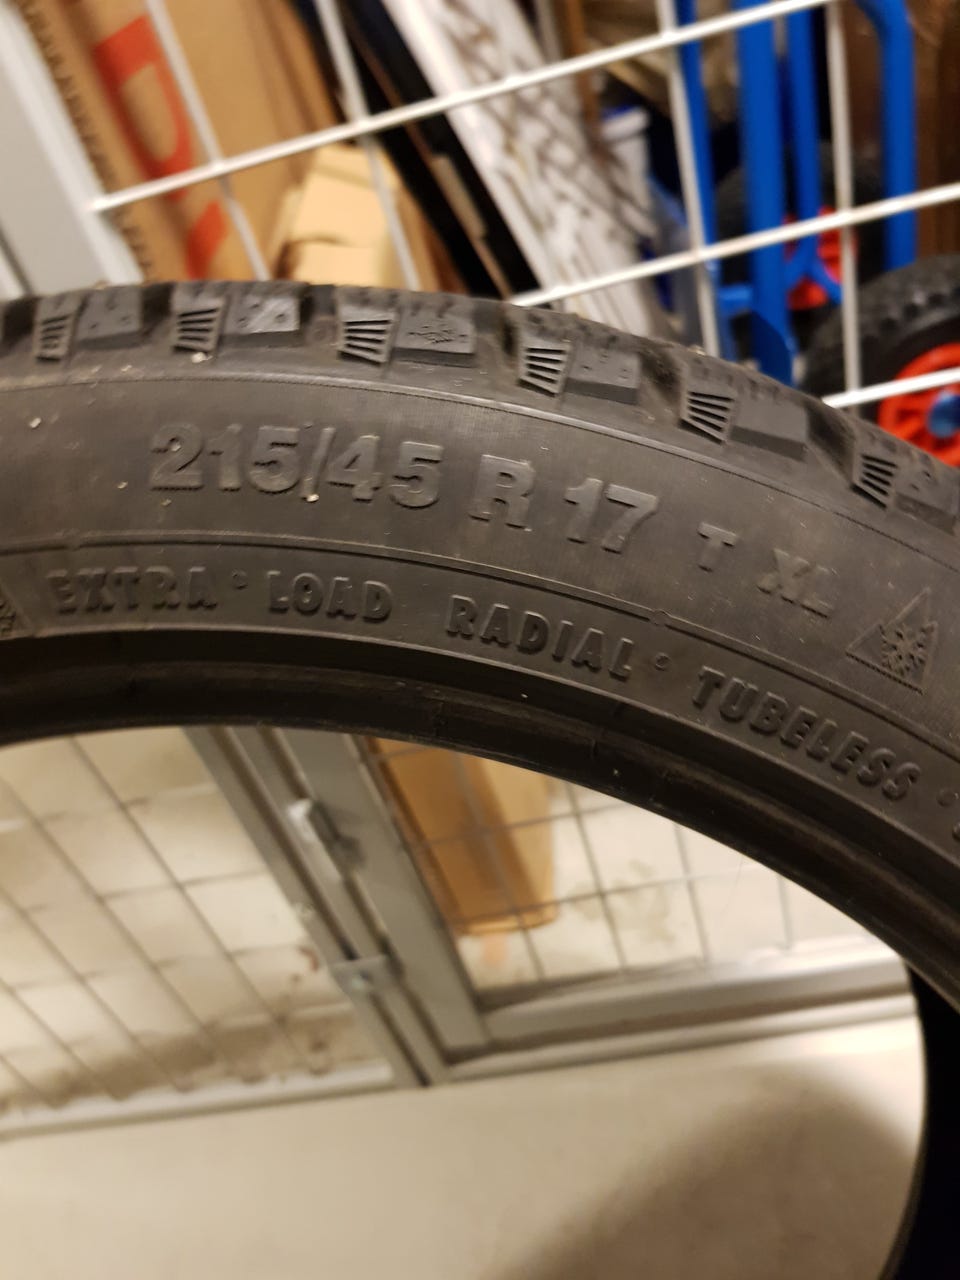 215/45 R 17 T XL
EXTRA LOAD RADIAL TUBELESS